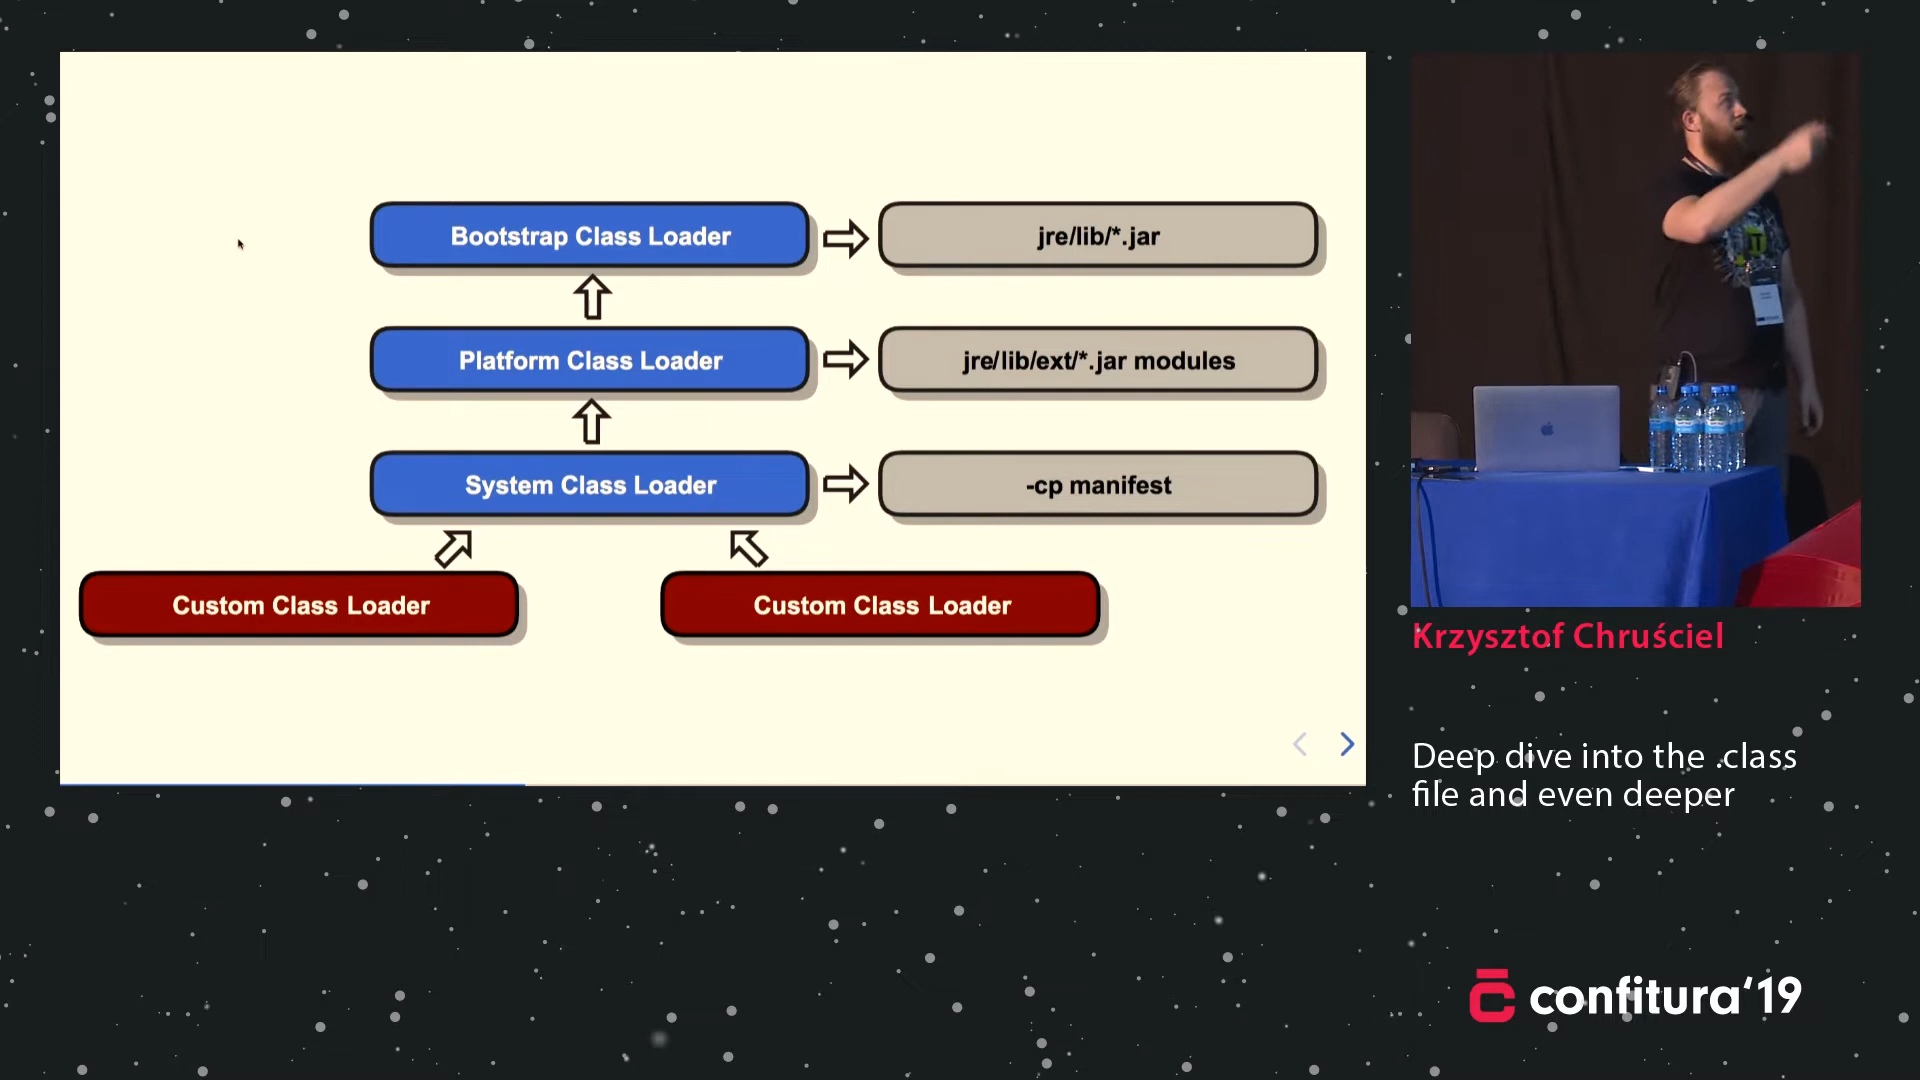 Bootstrap Class Loader
jre/lib/*.jar
Platform Class Loader
jre/lib/ext/*.jar modules
System Class Loader
-cp manifest
Custom Class Loader
Custom Class Loader
Krzysztof Chruściel
Deep dive into the .class
file and even deeper
confitura‘19